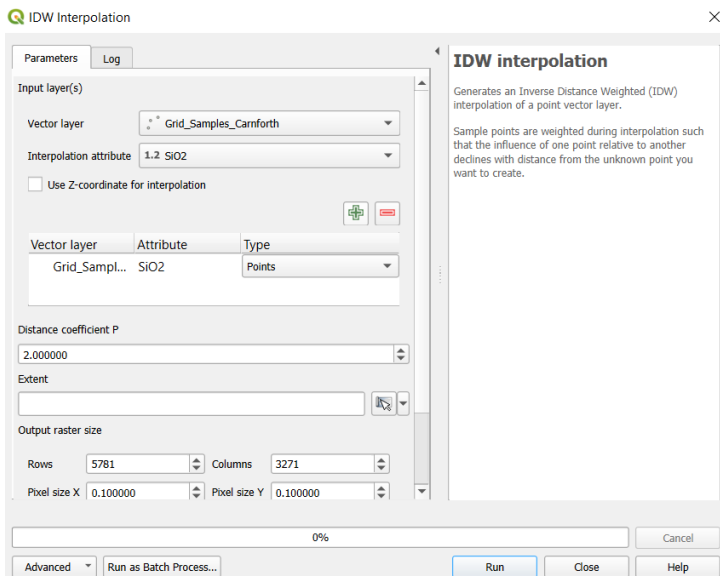 IDW Interpolation
Parameters
Log
Input layer(s)
Vector layer
Grid_Samples_Carnforth
Interpolation attribute
1.2 SiO2
Use Z-coordinate for interpolation
Vector layer Attribute Type
Grid_Sampl... SiO2 Points
Distance coefficient P
2.000000
Extent
Output raster size
Rows 5781 Columns 3271
Pixel size X 0.100000 Pixel size Y 0.100000
IDW interpolation
Generates an Inverse Distance Weighted (IDW)
interpolation of a point vector layer.
Sample points are weighted during interpolation such
that the influence of one point relative to another
declines with distance from the unknown point you
want to create.
0%
Cancel
Advanced
Run as Batch Process...
Run
Close
Help